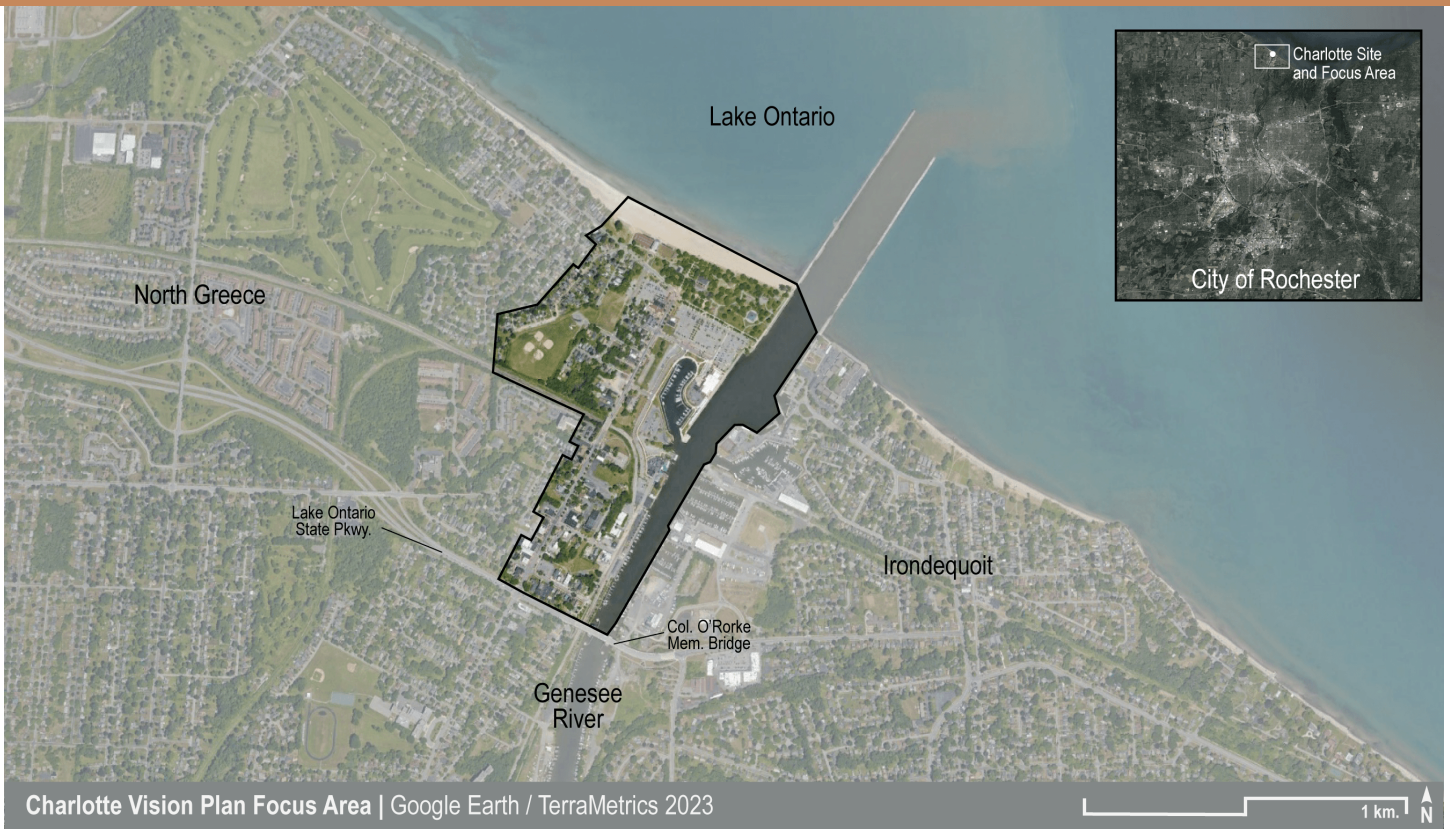 Lake Ontario
Charlotte Site
and Focus Area
City of Rochester
North Greece
Lake Ontario
State Pkwy.
Irondequoit
Col. O'Rorke
Mem. Bridge
Genesee
River
Charlotte Vision Plan Focus Area | Google Earth / TerraMetrics 2023
1 km.
N